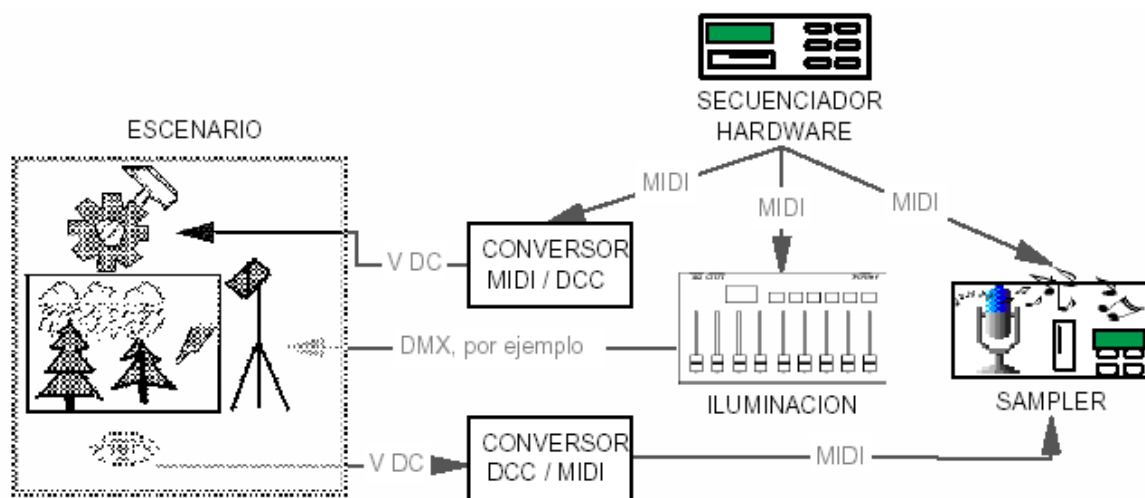 SECUENCIADOR
HARDWARE
ESCENARIO
MIDI
MIDI
MIDI
CONVERSOR
MIDI / DCC
V DC
DMX, por ejemplo
ILUMINACION
SAMPLER
CONVERSOR
DCC / MIDI
V DC
MIDI